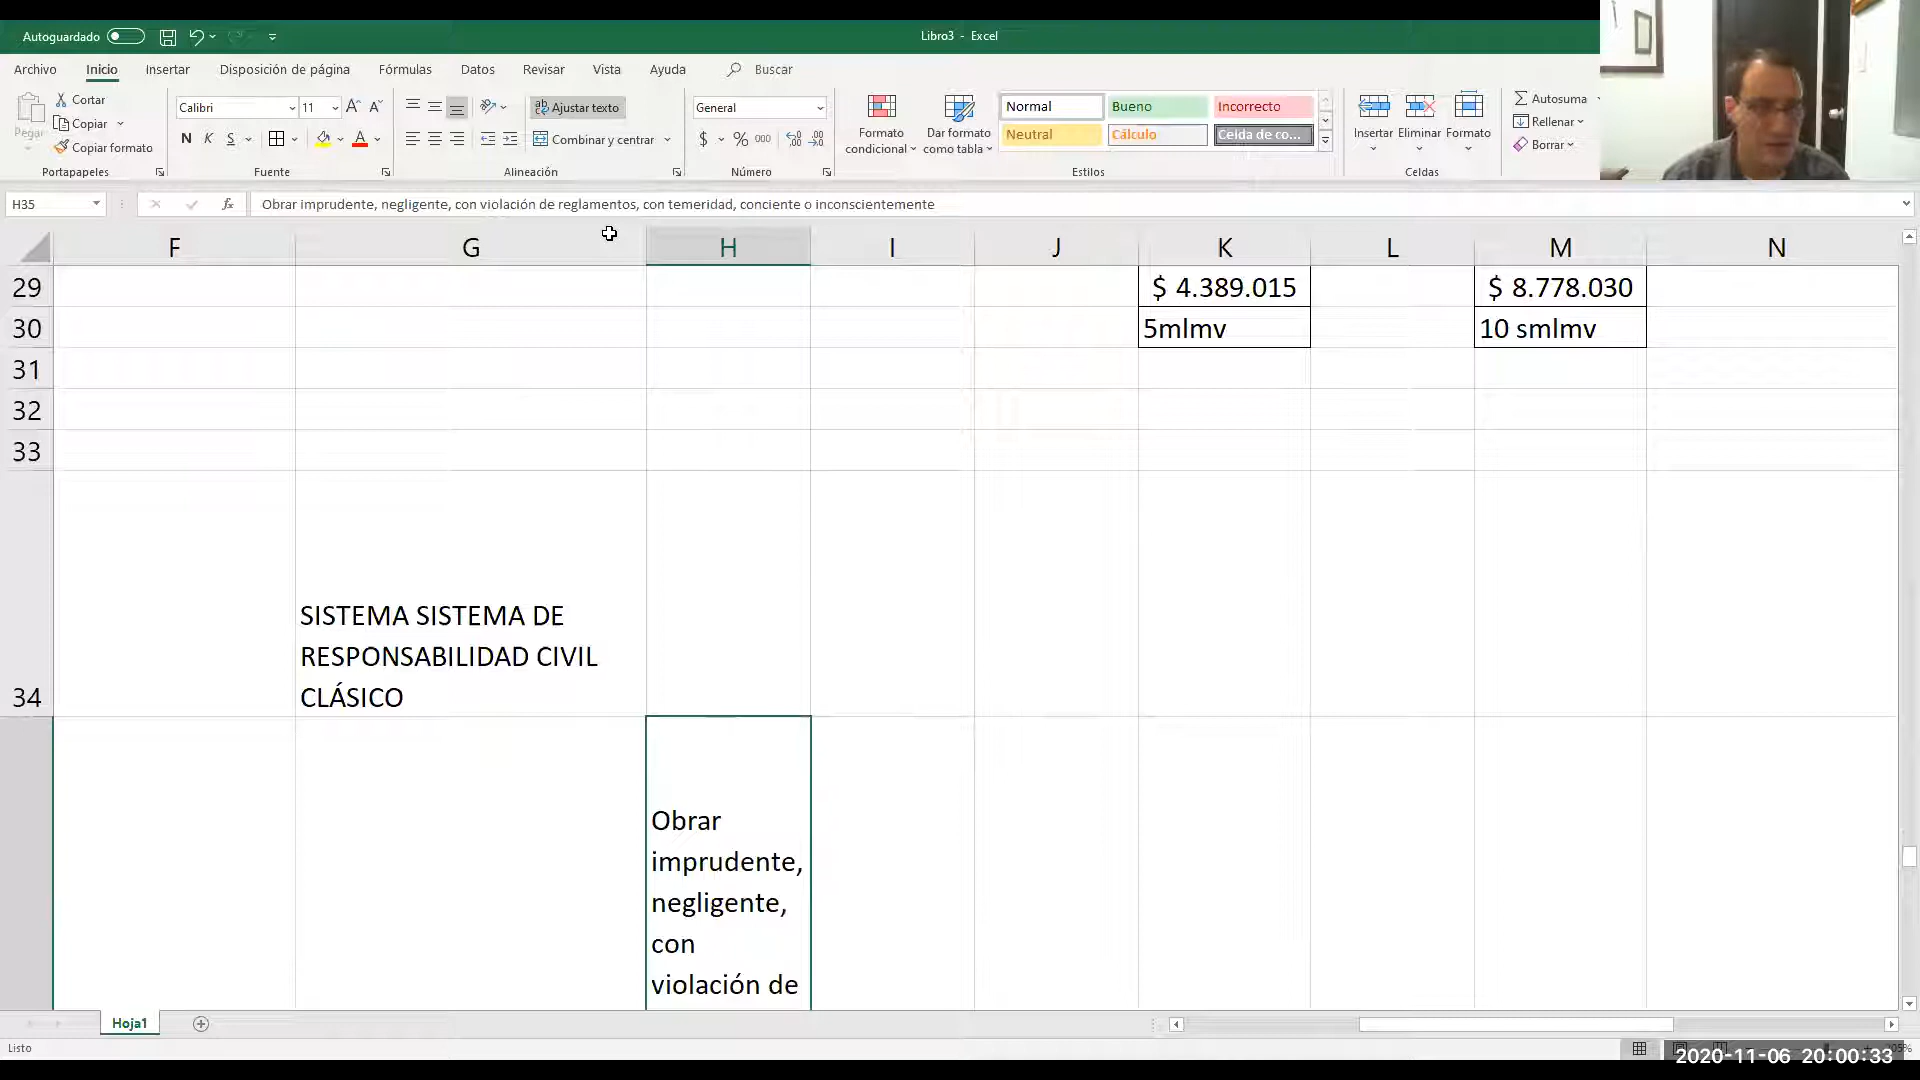 Autoguardado
Libro3 - Excel
Archivo Inicio Insertar Disposición de página Fórmulas Datos Revisar Vista Ayuda Buscar
Pegar
Cortar
Copiar
Copiar formato
Portapapeles
Calibri 11
N K S
Fuente
Ajustar texto
Combinar y centrar
Alineación
General
$ % 000
Número
Formato condicional
Dar formato como tabla
Normal Bueno Incorrecto
Neutral Cálculo Celda de co...
Estilos
Insertar Eliminar Formato
Celdas
Autosuma
Rellenar
Borrar
H35 fx Obrar imprudente, negligente, con violación de reglamentos, con temeridad, conciente o inconscientemente
F G H I J K L M N
29 $ 4.389.015 $ 8.778.030
30 5mlmv 10 smlmv
31
32
33
SISTEMA SISTEMA DE
RESPONSABILIDAD CIVIL
34 CLÁSICO
Obrar
imprudente,
negligente,
con
violación de
Hoja1
Listo
2020-11-06 20:00:33